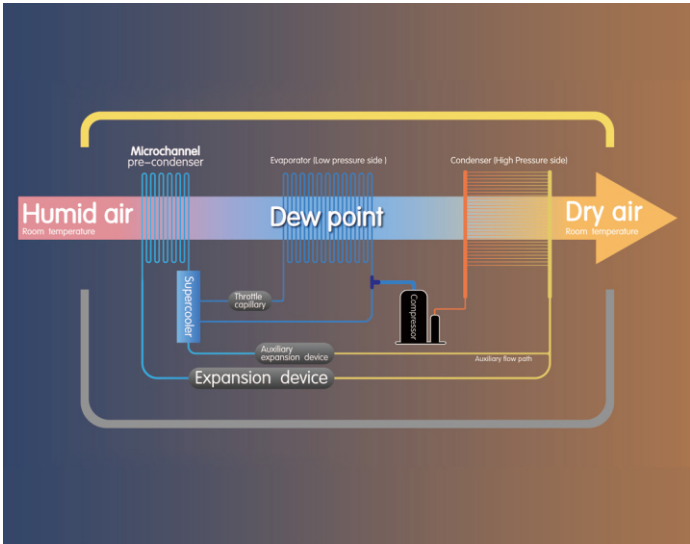 Microchannel
pre-condenser
Evaporator (Low pressure side )
Condenser (High Pressure side)
Humid air
Room temperature
Dew point
Dry air
Room temperature
Supercooler
Throttle
capillary
Compressor
Auxiliary
expansion device
Auxiliary flow path
Expansion device